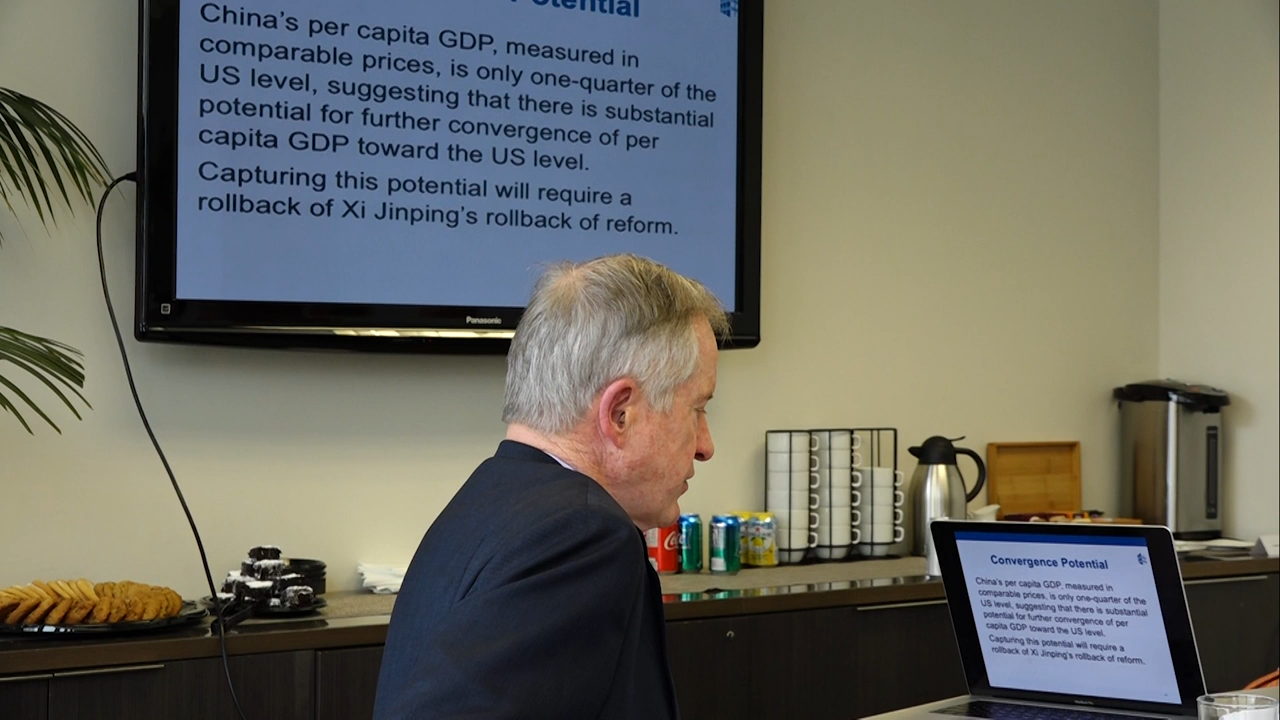 Potential
China's per capita GDP, measured in
comparable prices, is only one-quarter of the
US level, suggesting that there is substantial
potential for further convergence of per
capita GDP toward the US level.
Capturing this potential will require a
rollback of Xi Jinping's rollback of reform.
Panasonic
Convergence Potential
China's per capita GDP, measured in
comparable prices, is only one-quarter of the
US level, suggesting that there is substantial
potential for further convergence of per
capita GDP toward the US level.
Capturing this potential will require a
rollback of Xi Jinping's rollback of reform.